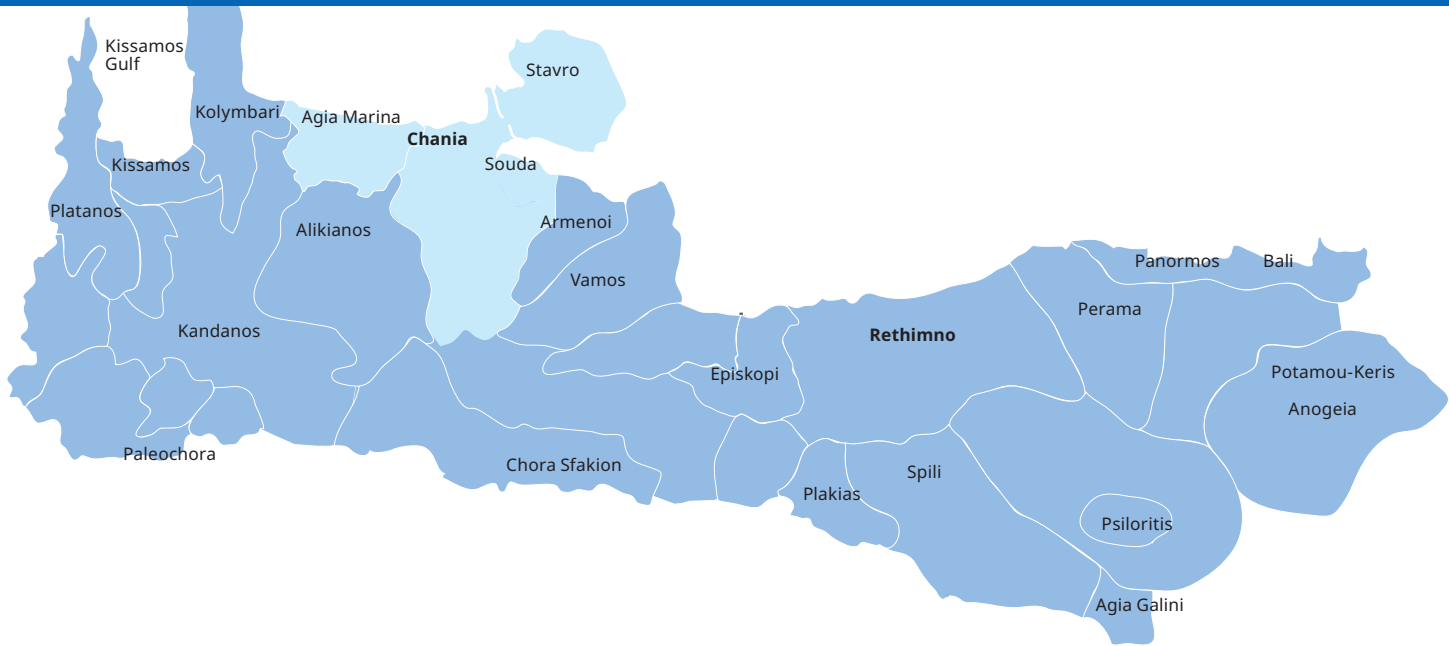 Kissamos
Gulf
Stavro
Kolymbari
Agia Marina
Chania
Kissamos
Souda
Platanos
Armenoi
Alikianos
Vamos
Panormos
Bali
Perama
Kandanos
Rethimno
Episkopi
Potamou-Keris
Anogeia
Paleochora
Chora Sfakion
Spili
Plakias
Psiloritis
Agia Galini